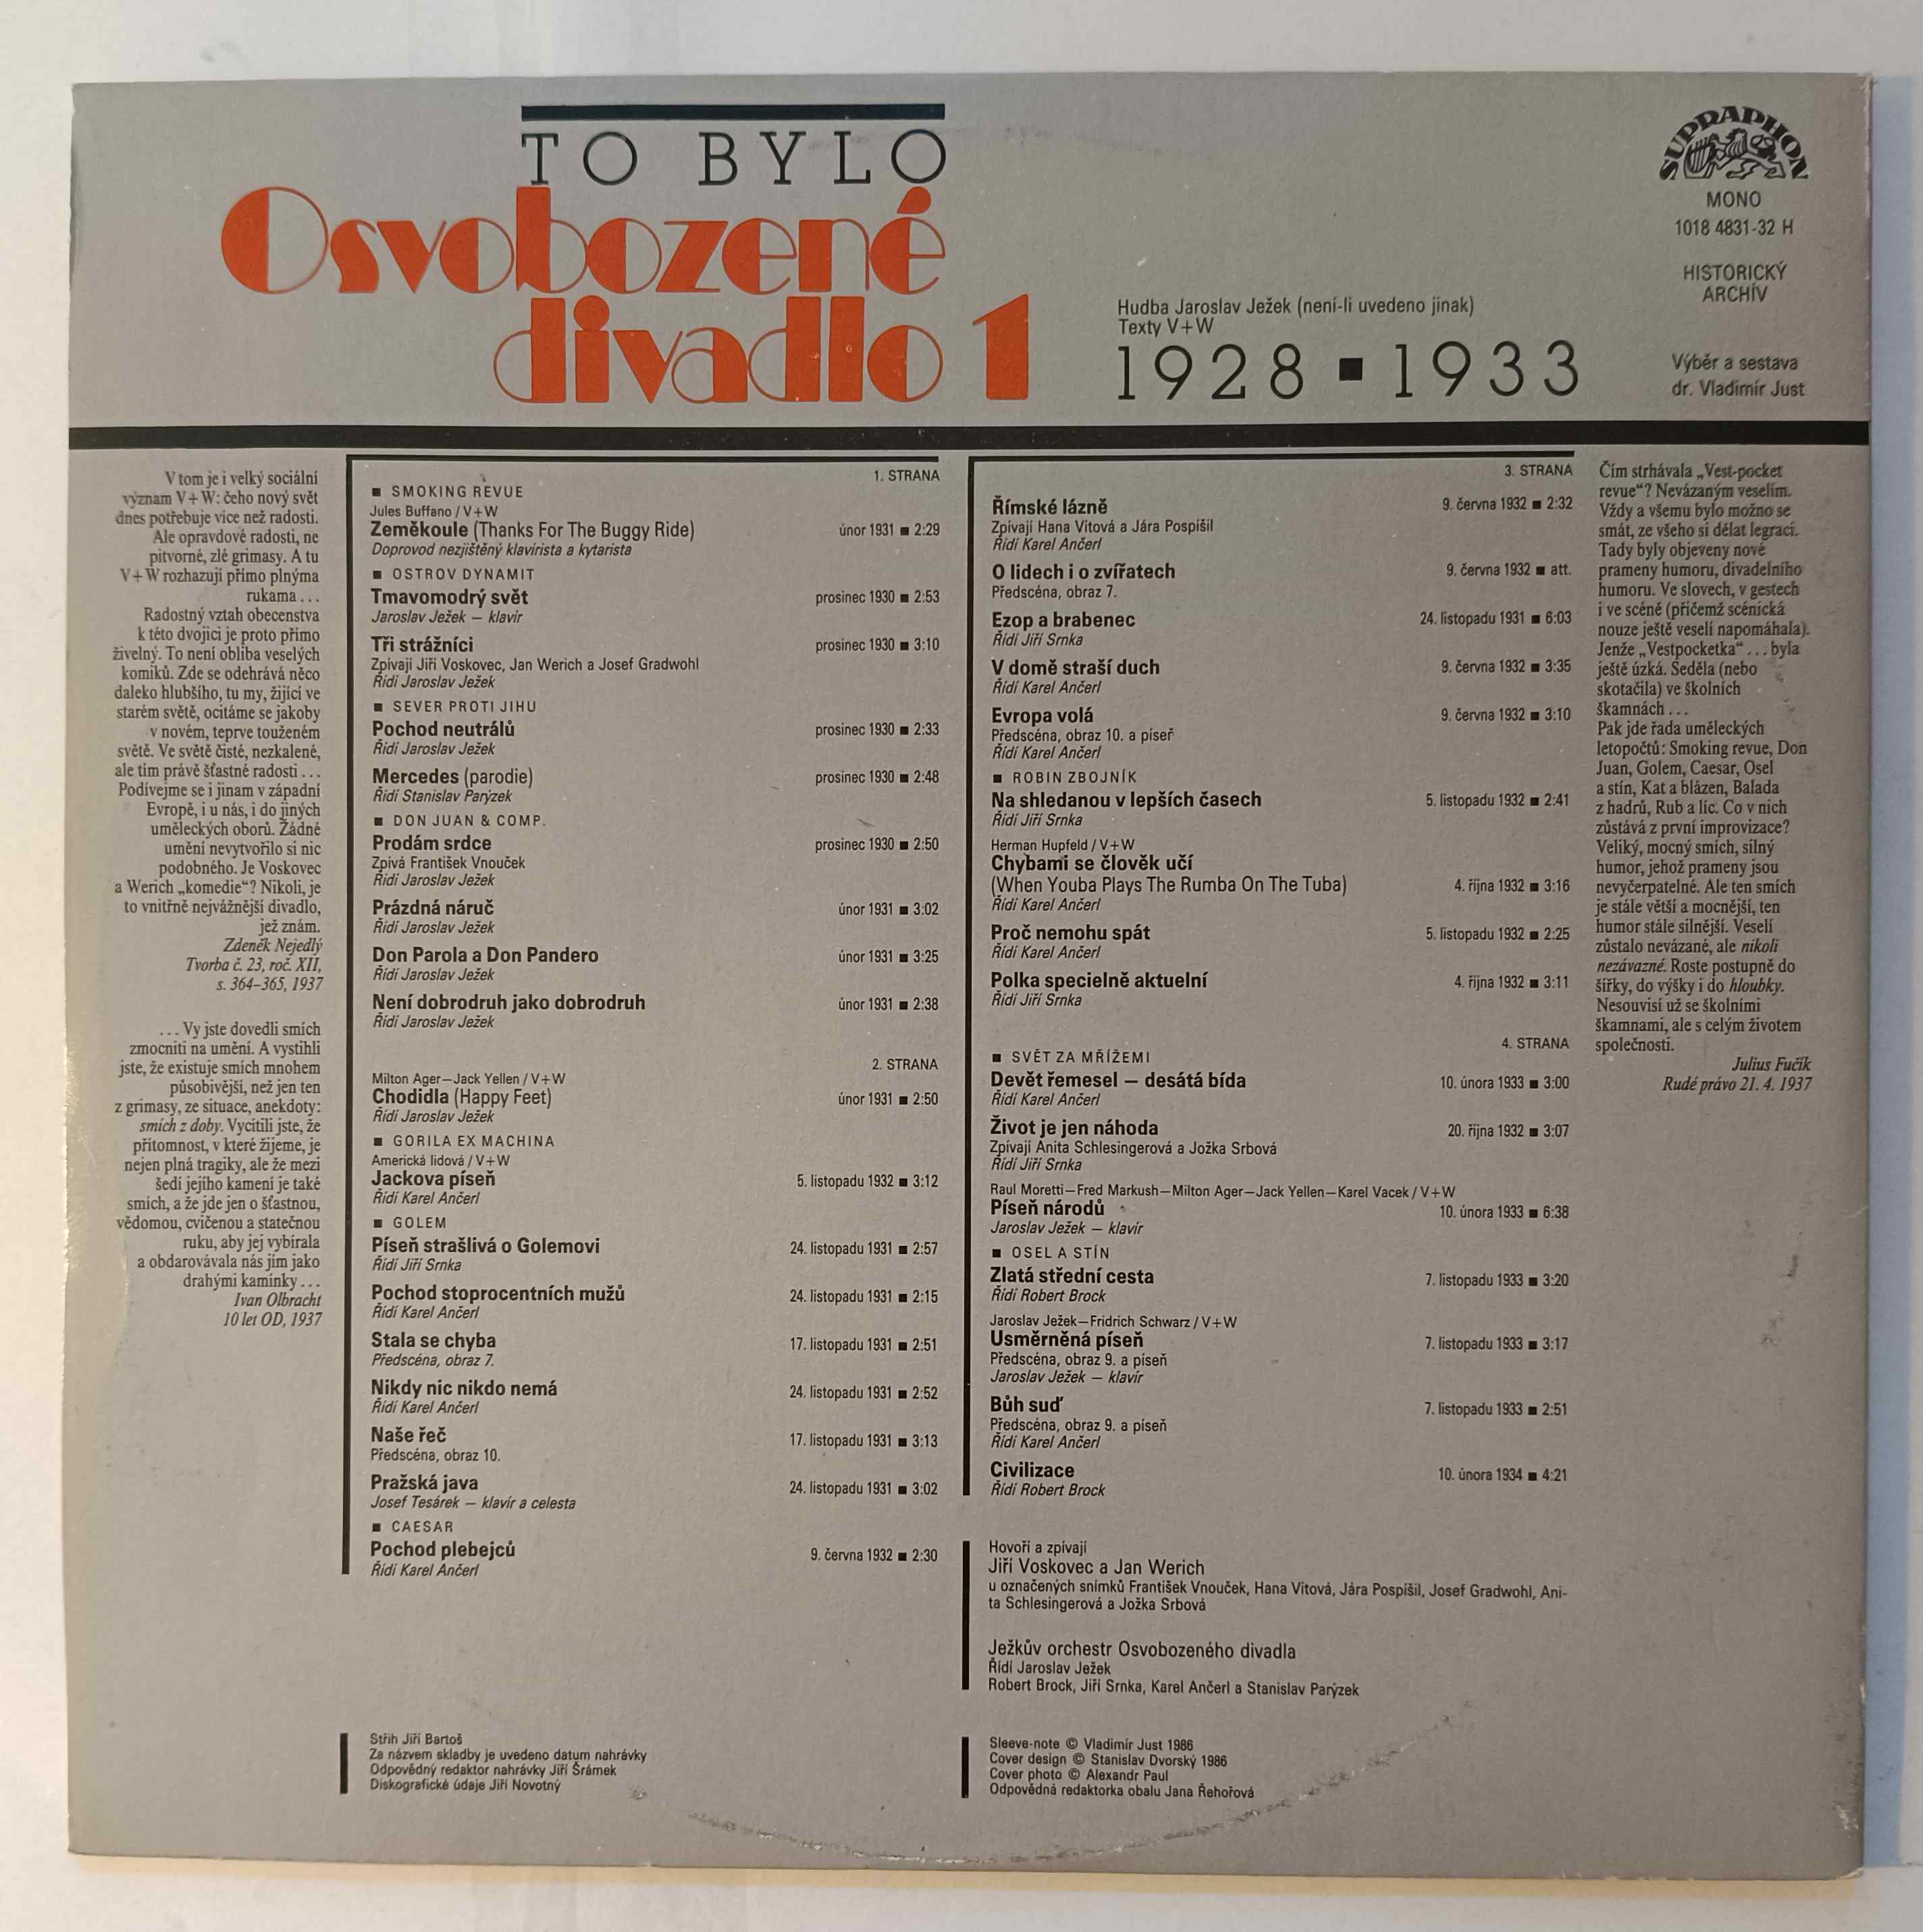 TO BYLO
Osvobozené
divadlo 1
Hudba Jaroslav Ježek (není-li uvedeno jinak)
Texty V+W
1928 ■ 1933
SUPRAPHON
MONO
1018 4831-32 H
HISTORICKÝ
ARCHÍV
Výběr a sestava
dr. Vladimír Just
V tom je i velký sociální
význam V+W: čeho nový svět
dnes potřebuje více než radosti.
Ale opravdové radosti, ne
pitvorné, zlé grimasy. A tu
V+W rozhazují přímo plnýma
rukama ...
Radostný vztah obecenstva
k této dvojici je proto přímo
živelný. To není obliba veselých
komiků. Zde se odehrává něco
daleko hlubšího, tu my, žijící ve
starém světě, ocitáme se jakoby
v novém, teprve touženém
světě. Ve světě čisté, nezkalené,
ale tím právě šťastné radosti ...
Podívejme se i jinam v západní
Evropě, i u nás, i do jiných
uměleckých oborů. Žádné
umění nevytvořilo si nic
podobného. Je Voskovec
a Werich „komedie“? Nikoli, je
to vnitřně nejvážnější divadlo,
jež znám.
Zdeněk Nejedlý
Tvorba č. 23, roč. XII,
s. 364–365, 1937
... Vy jste dovedli smích
zmocniti na umění. A vystihli
jste, že existuje smích mnohem
působivější, než jen ten
z grimasy, ze situace, anekdoty:
smích z doby. Vycítili jste, že
přítomnost, v které žijeme, je
nejen plná tragiky, ale že mezi
šedí jejího kamení je také
smích, a že jde jen o šťastnou,
vědomou, cvičenou a statečnou
ruku, aby jej vybírala
a obdarovávala nás jím jako
drahými kamínky ...
Ivan Olbracht
10 let OD, 1937
1. STRANA
■ SMOKING REVUE
Jules Buffano / V+W
Zeměkoule (Thanks For The Buggy Ride) únor 1931 ■ 2:29
Doprovod nezjištěný klavírista a kytarista
■ OSTROV DYNAMIT
Tmavomodrý svět prosinec 1930 ■ 2:53
Jaroslav Ježek — klavír
Tři strážníci prosinec 1930 ■ 3:10
Zpívají Jiří Voskovec, Jan Werich a Josef Gradwohl
Řídí Jaroslav Ježek
■ SEVER PROTI JIHU
Pochod neutrálů prosinec 1930 ■ 2:33
Řídí Jaroslav Ježek
Mercedes (parodie) prosinec 1930 ■ 2:48
Řídí Stanislav Parýzek
■ DON JUAN & COMP.
Prodám srdce prosinec 1930 ■ 2:50
Zpívá František Vnouček
Řídí Jaroslav Ježek
Prázdná náruč únor 1931 ■ 3:02
Řídí Jaroslav Ježek
Don Parola a Don Pandero únor 1931 ■ 3:25
Řídí Jaroslav Ježek
Není dobrodruh jako dobrodruh únor 1931 ■ 2:38
Řídí Jaroslav Ježek
2. STRANA
Milton Ager—Jack Yellen / V+W
Chodidla (Happy Feet) únor 1931 ■ 2:50
Řídí Jaroslav Ježek
■ GORILA EX MACHINA
Americká lidová / V+W
Jackova píseň 5. listopadu 1932 ■ 3:12
Řídí Karel Ančerl
■ GOLEM
Píseň strašlivá o Golemovi 24. listopadu 1931 ■ 2:57
Řídí Jiří Srnka
Pochod stoprocentních mužů 24. listopadu 1931 ■ 2:15
Řídí Karel Ančerl
Stala se chyba 17. listopadu 1931 ■ 2:51
Předscéna, obraz 7.
Nikdy nic nikdo nemá 24. listopadu 1931 ■ 2:52
Řídí Karel Ančerl
Naše řeč 17. listopadu 1931 ■ 3:13
Předscéna, obraz 10.
Pražská java 24. listopadu 1931 ■ 3:02
Josef Tesárek — klavír a celesta
■ CAESAR
Pochod plebejců 9. června 1932 ■ 2:30
Řídí Karel Ančerl
3. STRANA
Římské lázně 9. června 1932 ■ 2:32
Zpívají Hana Vítová a Jára Pospíšil
Řídí Karel Ančerl
O lidech i o zvířatech 9. června 1932 ■ att.
Předscéna, obraz 7.
Ezop a brabenec 24. listopadu 1931 ■ 6:03
Řídí Jiří Srnka
V domě straší duch 9. června 1932 ■ 3:35
Řídí Karel Ančerl
Evropa volá 9. června 1932 ■ 3:10
Předscéna, obraz 10. a píseň
Řídí Karel Ančerl
■ ROBIN ZBOJNÍK
Na shledanou v lepších časech 5. listopadu 1932 ■ 2:41
Řídí Jiří Srnka
Herman Hupfeld / V+W
Chybami se člověk učí
(When Youba Plays The Rumba On The Tuba) 4. října 1932 ■ 3:16
Řídí Karel Ančerl
Proč nemohu spát 5. listopadu 1932 ■ 2:25
Řídí Karel Ančerl
Polka specielně aktuelní 4. října 1932 ■ 3:11
Řídí Jiří Srnka
4. STRANA
■ SVĚT ZA MŘÍŽEMI
Devět řemesel — desátá bída 10. února 1933 ■ 3:00
Řídí Karel Ančerl
Život je jen náhoda 20. října 1932 ■ 3:07
Zpívají Anita Schlesingerová a Jožka Srbová
Řídí Jiří Srnka
Raul Moretti—Fred Markush—Milton Ager—Jack Yellen—Karel Vacek / V+W
Píseň národů 10. února 1933 ■ 6:38
Jaroslav Ježek — klavír
■ OSEL A STÍN
Zlatá střední cesta 7. listopadu 1933 ■ 3:20
Řídí Robert Brock
Jaroslav Ježek—Fridrich Schwarz / V+W
Usměrněná píseň 7. listopadu 1933 ■ 3:17
Předscéna, obraz 9. a píseň
Jaroslav Ježek — klavír
Bůh suď 7. listopadu 1933 ■ 2:51
Předscéna, obraz 9. a píseň
Řídí Karel Ančerl
Civilizace 10. února 1934 ■ 4:21
Řídí Robert Brock
Hovoří a zpívají
Jiří Voskovec a Jan Werich
u označených snímků František Vnouček, Hana Vítová, Jára Pospíšil, Josef Gradwohl, Ani-
ta Schlesingerová a Jožka Srbová
Ježkův orchestr Osvobozeného divadla
Řídí Jaroslav Ježek
Robert Brock, Jiří Srnka, Karel Ančerl a Stanislav Parýzek
Čím strhávala „Vest-pocket
revue“? Nevázaným veselím.
Vždy a všemu bylo možno se
smát, ze všeho si dělat legraci.
Tady byly objeveny nové
prameny humoru, divadelního
humoru. Ve slovech, v gestech
i ve scéně (přičemž scénická
nouze ještě veselí napomáhala).
Jenže „Vestpocketka“ ... byla
ještě úzká. Seděla (nebo
skotačila) ve školních
škamnách ...
Pak jde řada uměleckých
letopočtů: Smoking revue, Don
Juan, Golem, Caesar, Osel
a stín, Kat a blázen, Balada
z hadrů, Rub a líc. Co v nich
zůstává z první improvizace?
Veliký, mocný smích, silný
humor, jehož prameny jsou
nevyčerpatelné. Ale ten smích
je stále větší a mocnější, ten
humor stále silnější. Veselí
zůstalo nevázané, ale nikoli
nezávazné. Roste postupně do
šířky, do výšky i do hloubky.
Nesouvisí už se školními
škamnami, ale s celým životem
společnosti.
Julius Fučík
Rudé právo 21. 4. 1937
Střih Jiří Bartoš
Za názvem skladby je uvedeno datum nahrávky
Odpovědný redaktor nahrávky Jiří Šrámek
Diskografické údaje Jiří Novotný
Sleeve-note © Vladimír Just 1986
Cover design © Stanislav Dvorský 1986
Cover photo © Alexandr Paul
Odpovědná redaktorka obalu Jana Řehořová